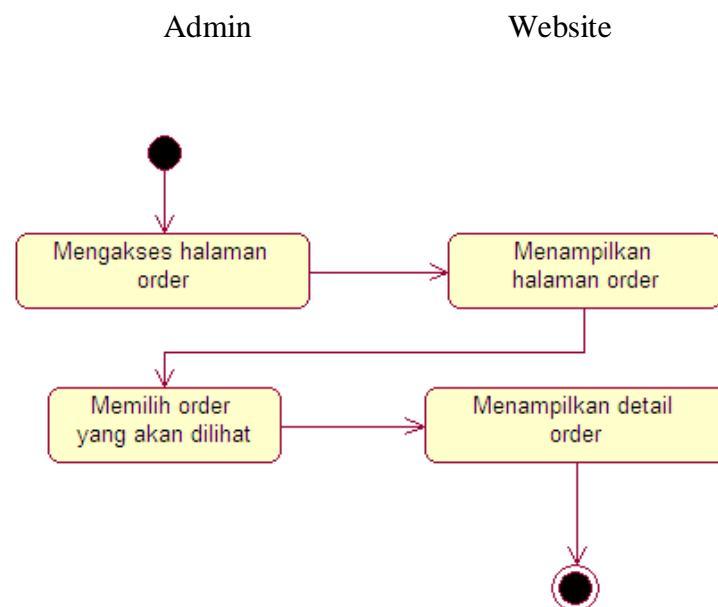 Admin
Website
Mengakses halaman
order
Menampilkan
halaman order
Memilih order
yang akan dilihat
Menampilkan detail
order